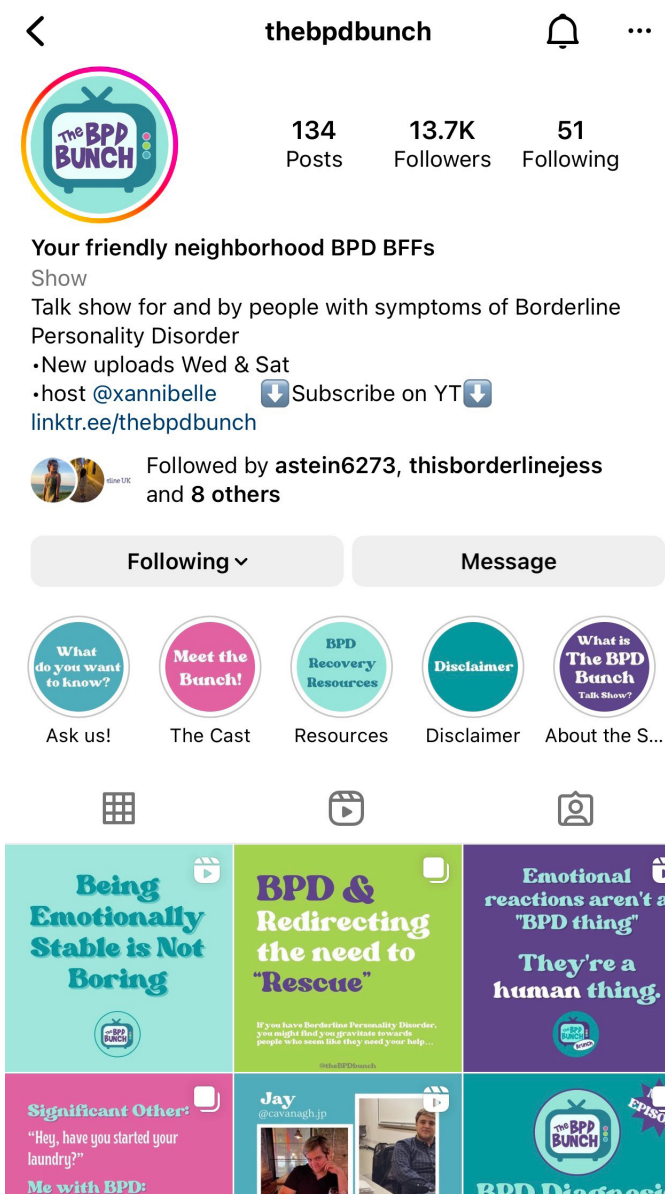 thebpdbunch
The BPD
BUNCH
134
Posts
13.7K
Followers
51
Following
Your friendly neighborhood BPD BFFs
Show
Talk show for and by people with symptoms of Borderline
Personality Disorder
•New uploads Wed & Sat
•host @xannibelle ⬇️Subscribe on YT⬇️
linktr.ee/thebpdbunch
eline UK
Followed by astein6273, thisborderlinejess
and 8 others
Following
Message
What
do you want
to know?
Meet the
Bunch!
BPD
Recovery
Resources
Disclaimer
What is
The BPD
Bunch
Talk Show?
Ask us!
The Cast
Resources
Disclaimer
About the S...
Being
Emotionally
Stable is Not
Boring
The BPD
BUNCH
BPD &
Redirecting
the need to
“Rescue”
If you have Borderline Personality Disorder,
you might find you gravitate towards
people who seem like they need your help...
@theBPDbunch
Emotional
reactions aren't a
"BPD thing"
They're a
human thing.
The BPD
BUNCH
Significant Other:
“Hey, have you started your
laundry?”
Me with BPD:
Jay
@cavanagh.jp
The BPD
BUNCH